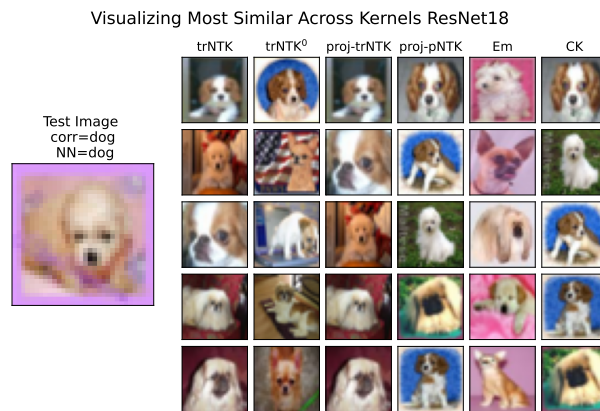 Visualizing Most Similar Across Kernels ResNet18
trNTK trNTK⁰ proj-trNTK proj-pNTK Em CK
Test Image
corr=dog
NN=dog